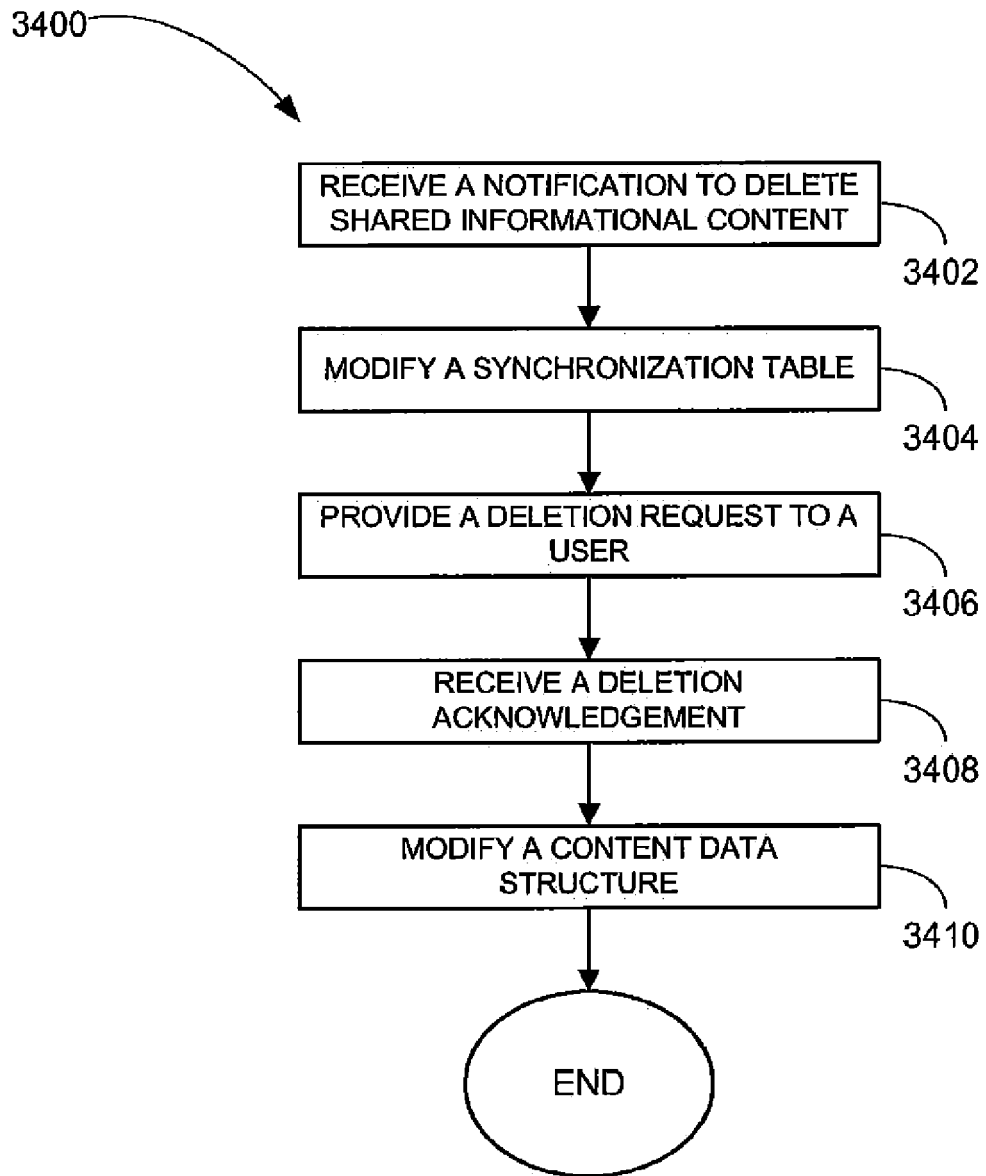 3400
RECEIVE A NOTIFICATION TO DELETE
SHARED INFORMATIONAL CONTENT
3402
MODIFY A SYNCHRONIZATION TABLE
3404
PROVIDE A DELETION REQUEST TO A
USER
3406
RECEIVE A DELETION
ACKNOWLEDGEMENT
3408
MODIFY A CONTENT DATA
STRUCTURE
3410
END